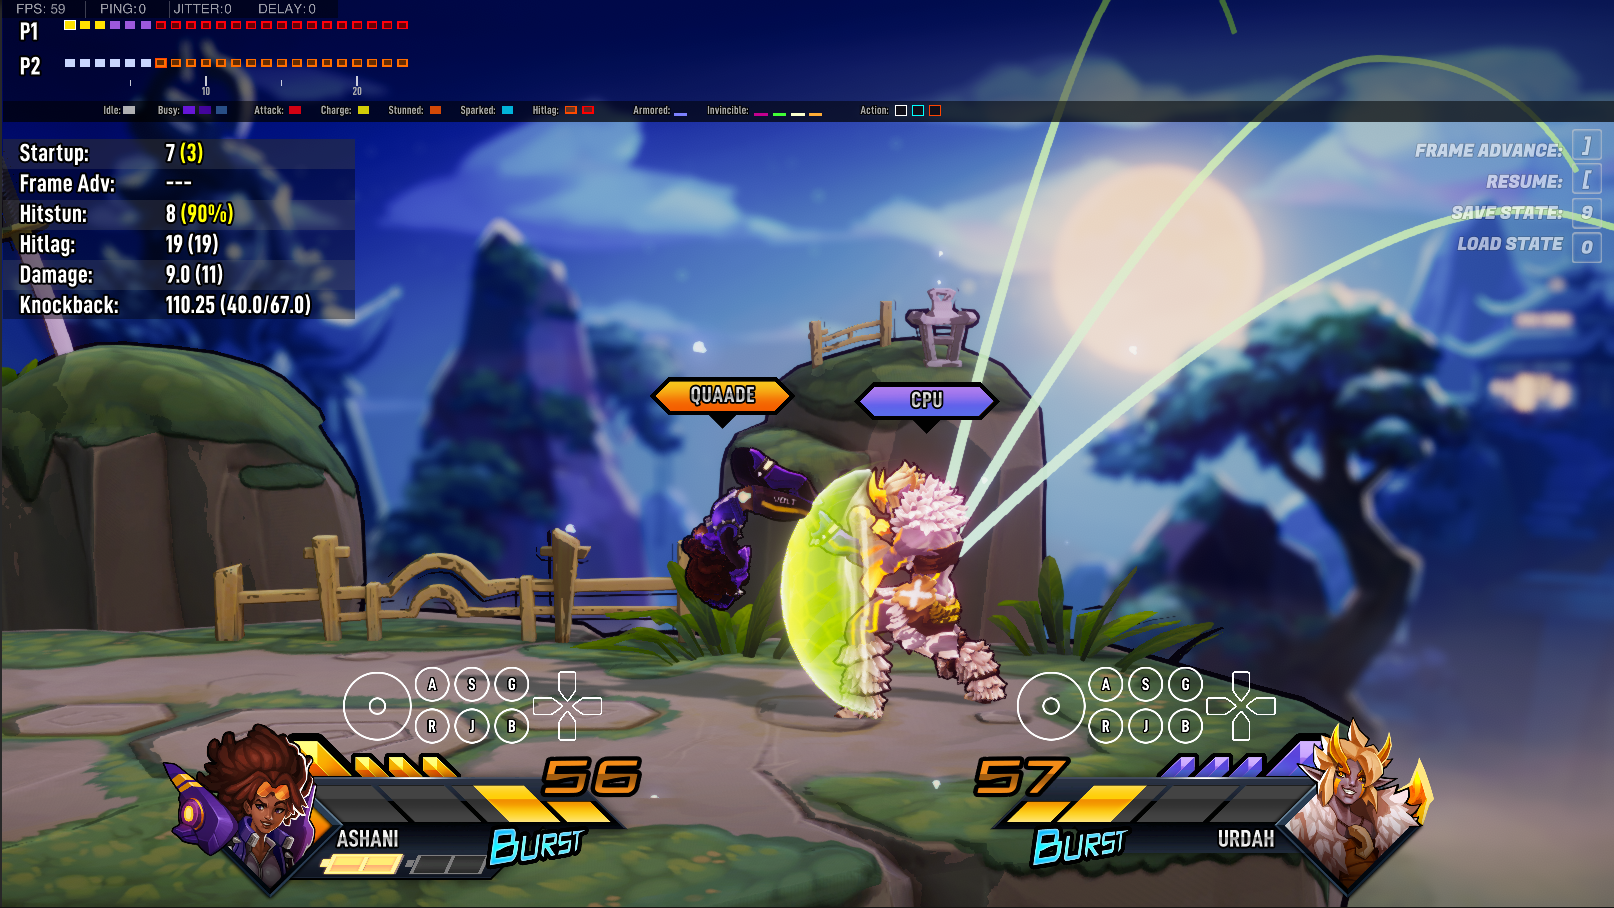 FPS: 59 PING:0 JITTER:0 DELAY:0
P1
P2
10 20
Idle: Busy: Attack: Charge: Stunned: Sparked: Hitlag: Armored: Invincible: Action:
Startup: 7 (3)
Frame Adv: ---
Hitstun: 8 (90%)
Hitlag: 19 (19)
Damage: 9.0 (11)
Knockback: 110.25 (40.0/67.0)
FRAME ADVANCE: ]
RESUME: [
SAVE STATE: 9
LOAD STATE 0
QUAADE
CPU
VOLT
A S G
R J B
A S G
R J B
56
57
ASHANI
BURST
BURST
URDAH